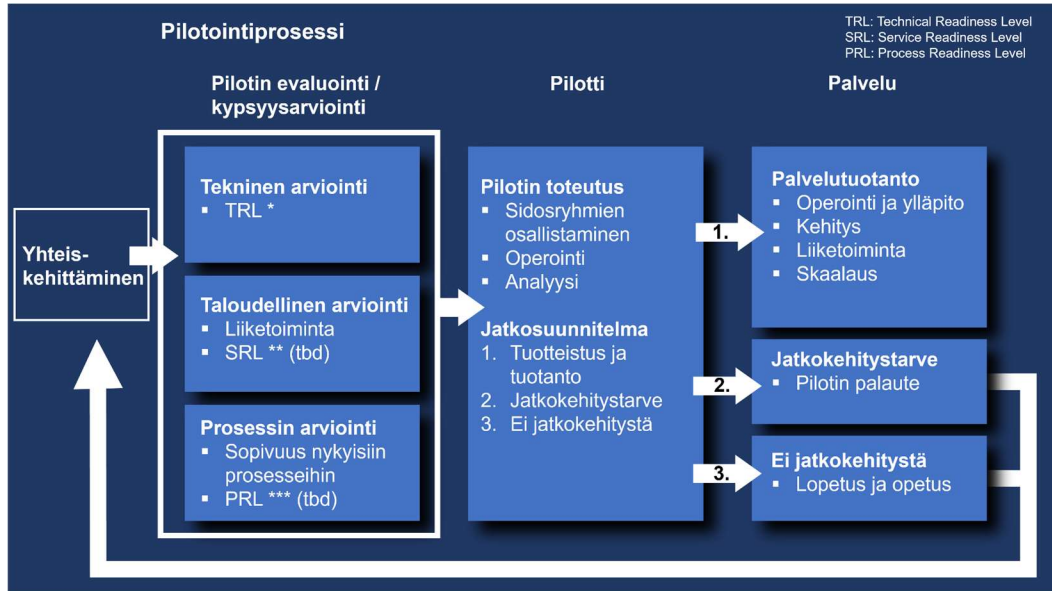 Pilotointiprosessi
TRL: Technical Readiness Level
SRL: Service Readiness Level
PRL: Process Readiness Level
Pilotin evaluointi /
kypsyysarviointi
Pilotti
Palvelu
Yhteis-
kehittäminen
Tekninen arviointi
▪ TRL *
Taloudellinen arviointi
▪ Liiketoiminta
▪ SRL ** (tbd)
Prosessin arviointi
▪ Sopivuus nykyisiin
prosesseihin
▪ PRL *** (tbd)
Pilotin toteutus
▪ Sidosryhmien
osallistaminen
▪ Operointi
▪ Analyysi
Jatkosuunnitelma
1. Tuotteistus ja
tuotanto
2. Jatkokehitystarve
3. Ei jatkokehitystä
1.
2.
3.
Palvelutuotanto
▪ Operointi ja ylläpito
▪ Kehitys
▪ Liiketoiminta
▪ Skaalaus
Jatkokehitystarve
▪ Pilotin palaute
Ei jatkokehitystä
▪ Lopetus ja opetus